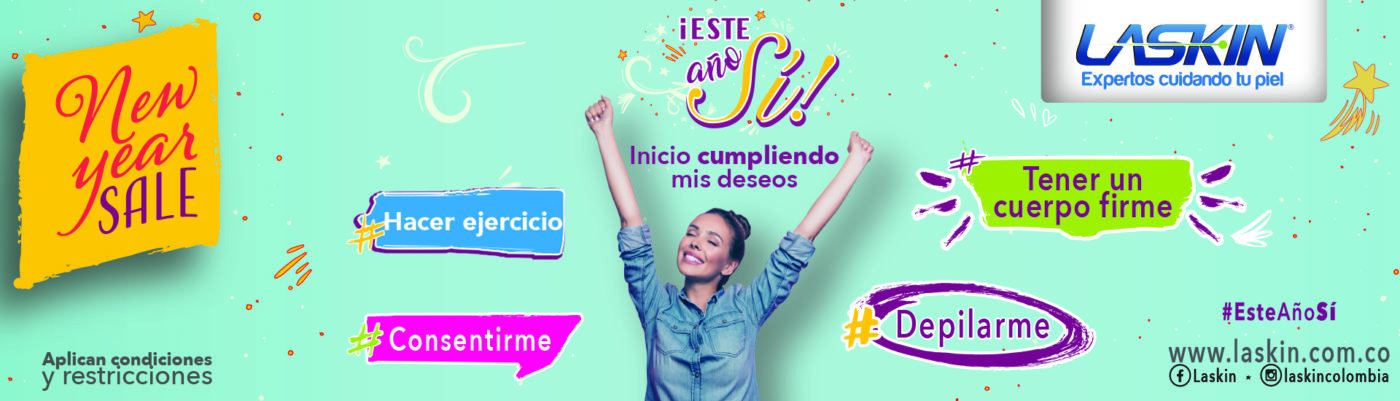 New
year
SALE
Aplican condiciones
y restricciones
¡ESTE
año
Sí!
Inicio cumpliendo
mis deseos
#Hacer ejercicio
#Consentirme
LASKIN®
Expertos cuidando tu piel
#Tener un
cuerpo firme
#Depilarme
#EsteAñoSí
www.laskin.com.co
Laskin • laskincolombia